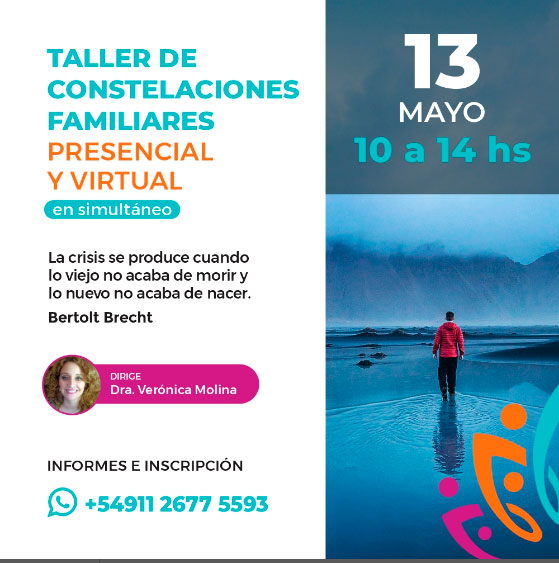 TALLER DE
CONSTELACIONES
FAMILIARES
PRESENCIAL
Y VIRTUAL
en simultáneo
La crisis se produce cuando
lo viejo no acaba de morir y
lo nuevo no acaba de nacer.
Bertolt Brecht
DIRIGE
Dra. Verónica Molina
INFORMES E INSCRIPCIÓN
+54911 2677 5593
13
MAYO
10 a 14 hs